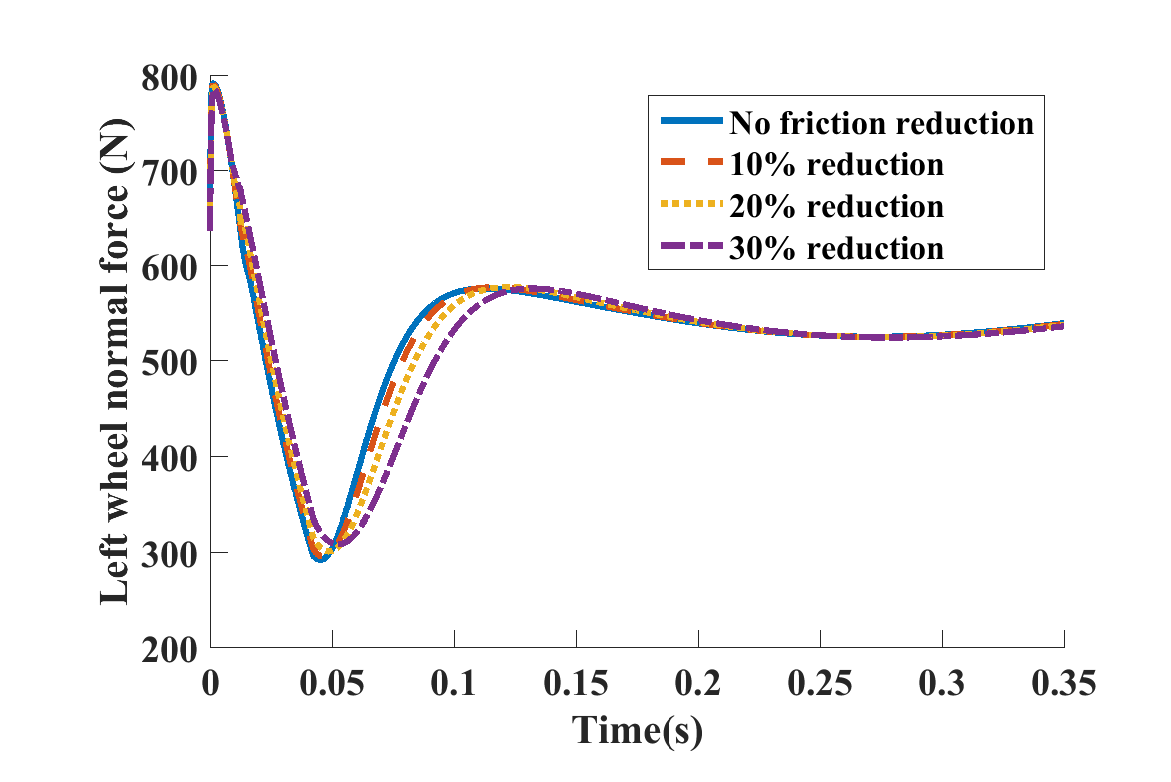 Left wheel normal force (N)
800
700
600
500
400
300
200
No friction reduction
10% reduction
20% reduction
30% reduction
0 0.05 0.1 0.15 0.2 0.25 0.3 0.35
Time(s)